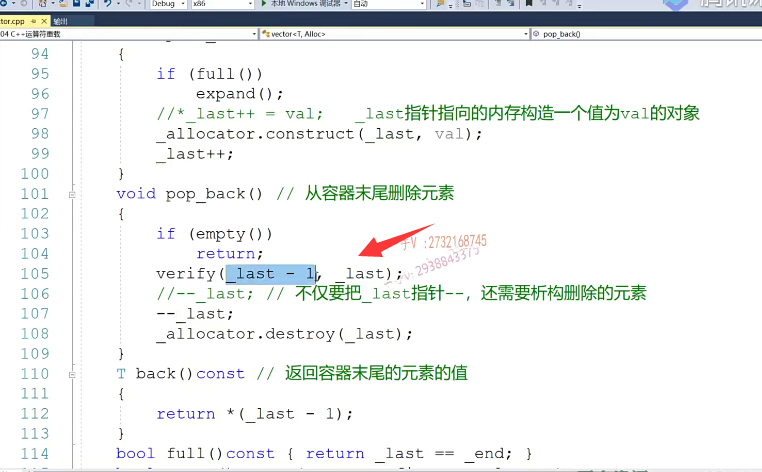 Debug x86 本地 Windows 调试器 自动
tor.cpp 输出
04 C++运算符重载 vector<T, Alloc> pop_back()
94 {
95 if (full())
96 expand();
97 //*_last++ = val; _last指针指向的内存构造一个值为val的对象
98 _allocator.construct(_last, val);
99 _last++;
100 }
101 void pop_back() // 从容器末尾删除元素
102 {
103 if (empty())
104 return;
105 verify(_last - 1, _last);
106 //--_last; // 不仅要把_last指针--，还需要析构删除的元素
107 --_last;
108 _allocator.destroy(_last);
109 }
110 T back()const // 返回容器末尾的元素的值
111 {
112 return *(_last - 1);
113 }
114 bool full()const { return _last == _end; }
:2732168745
:2938843375